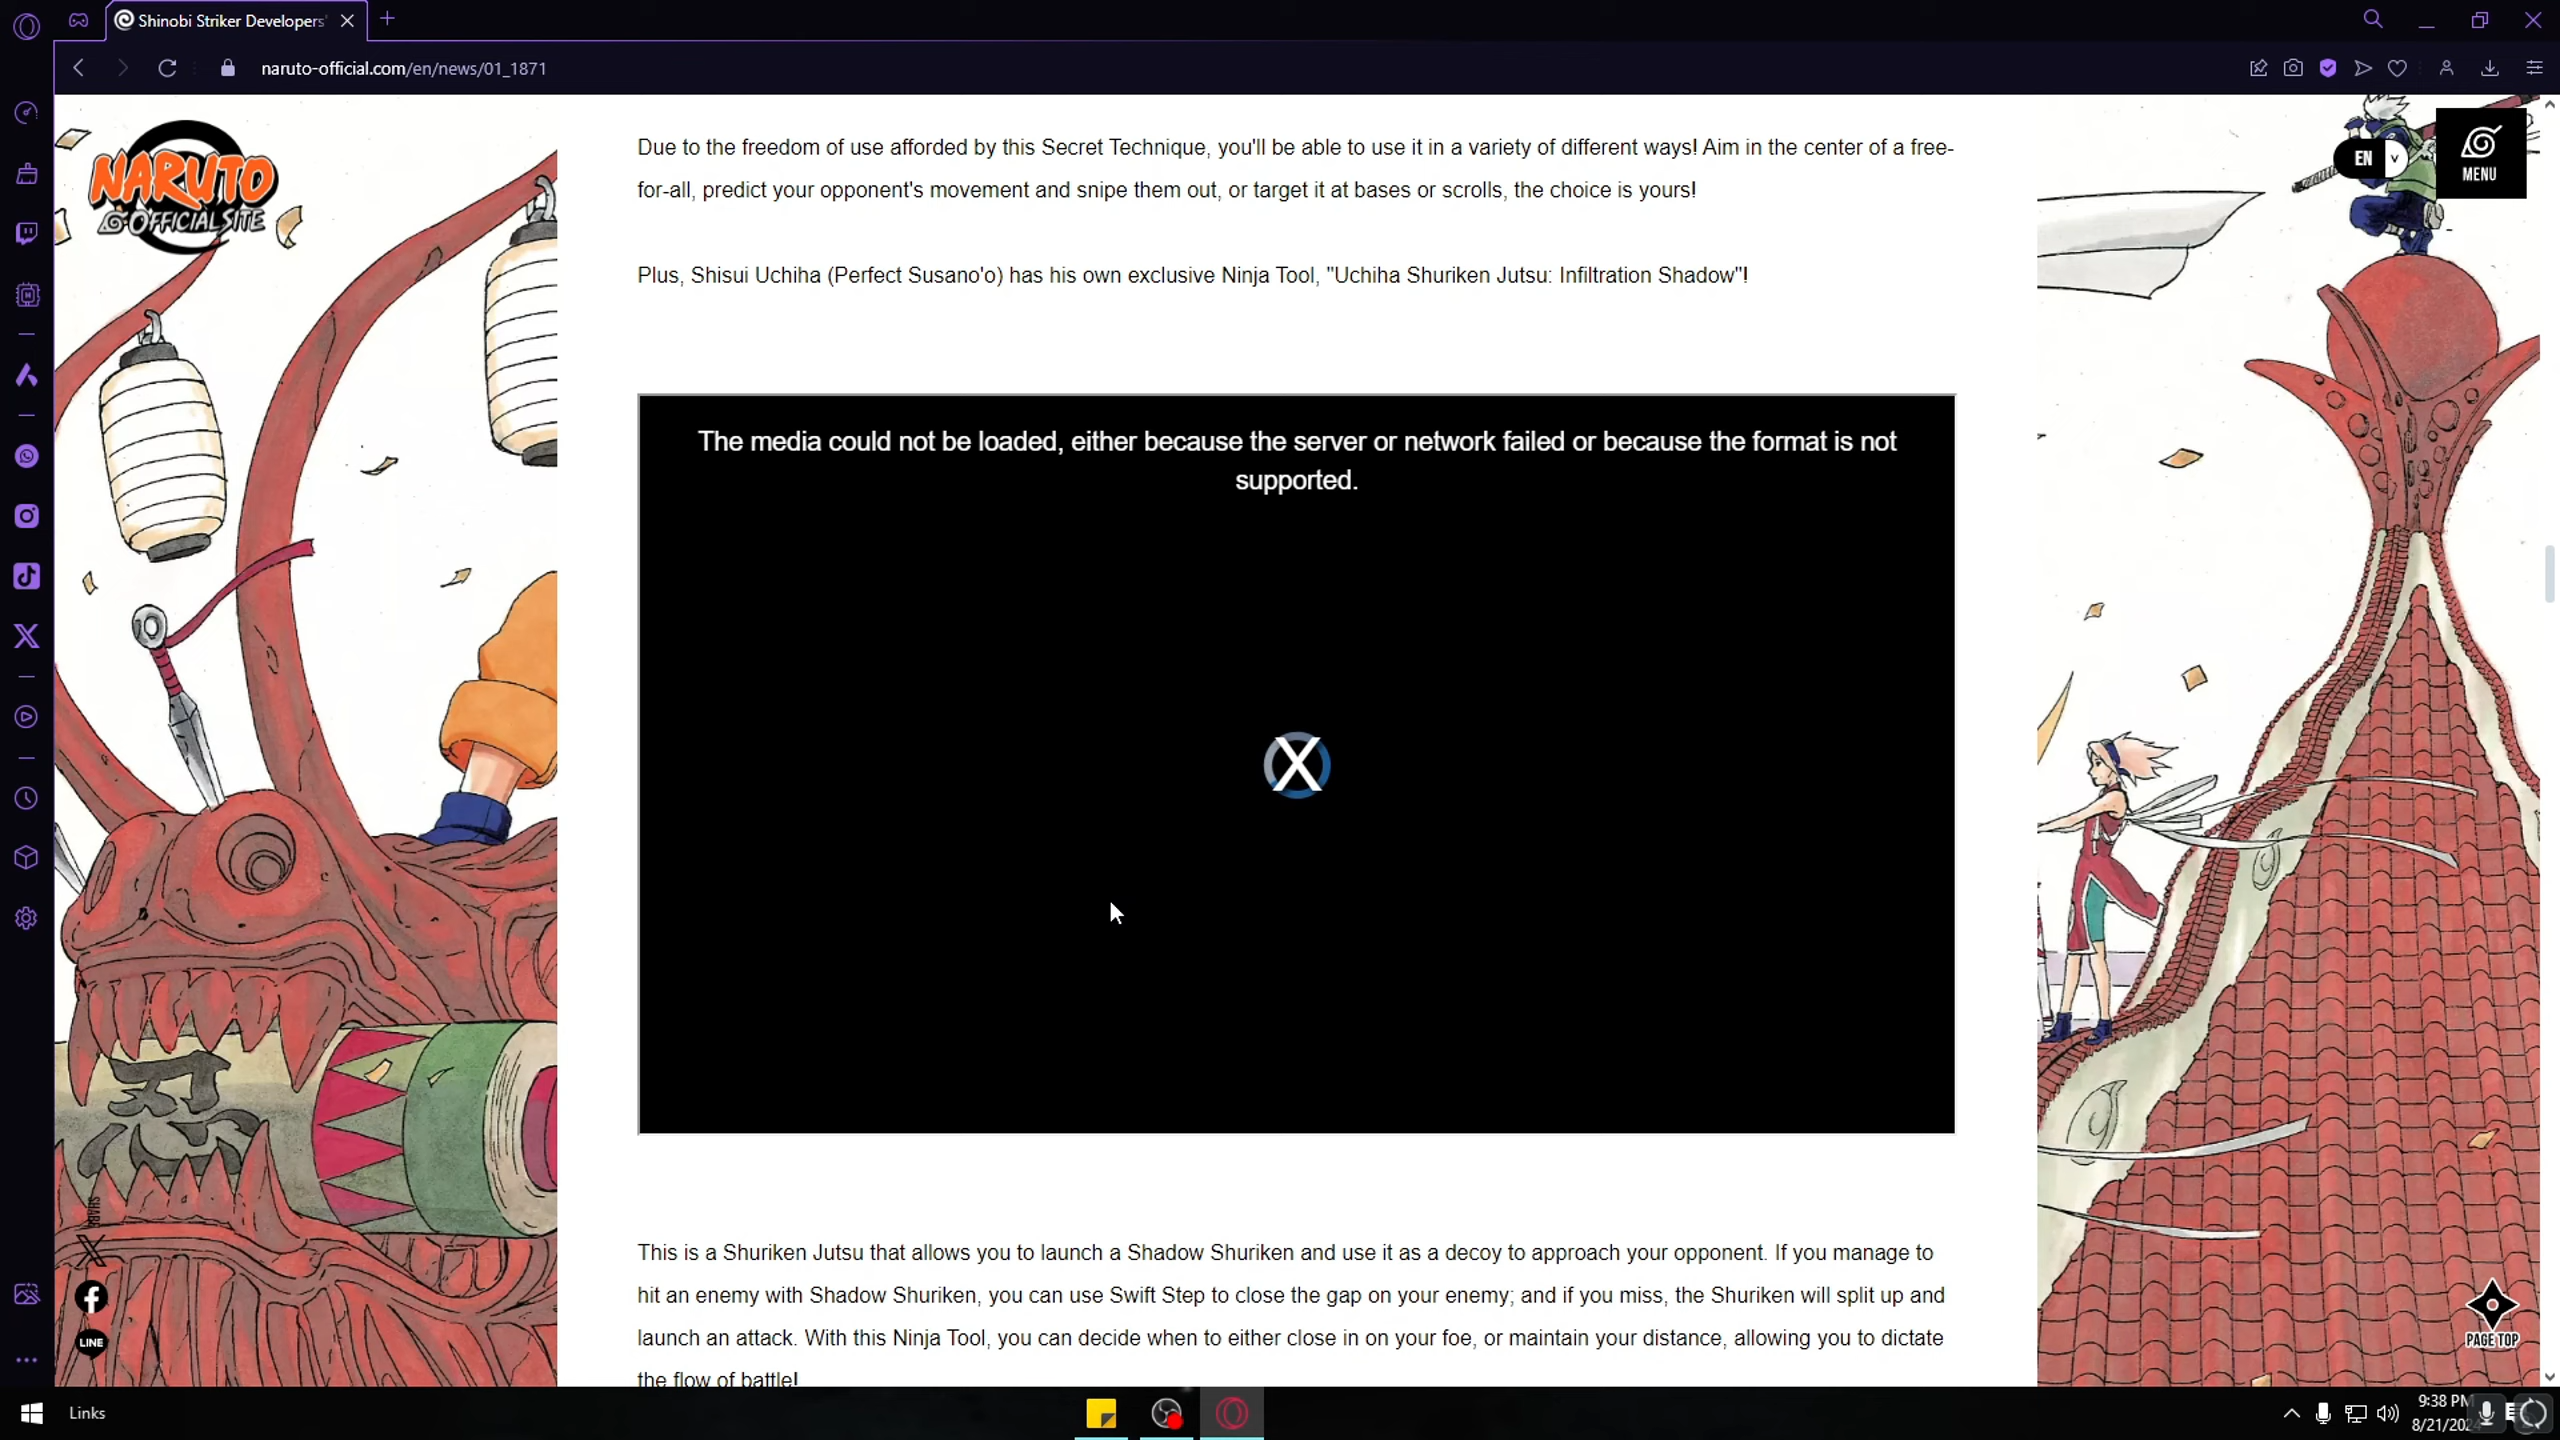 Shinobi Striker Developers'
naruto-official.com/en/news/01_1871
NARUTO
OFFICIAL SITE
EN
MENU
Due to the freedom of use afforded by this Secret Technique, you'll be able to use it in a variety of different ways! Aim in the center of a free-
for-all, predict your opponent's movement and snipe them out, or target it at bases or scrolls, the choice is yours!
Plus, Shisui Uchiha (Perfect Susano'o) has his own exclusive Ninja Tool, "Uchiha Shuriken Jutsu: Infiltration Shadow"!
The media could not be loaded, either because the server or network failed or because the format is not
supported.
This is a Shuriken Jutsu that allows you to launch a Shadow Shuriken and use it as a decoy to approach your opponent. If you manage to
hit an enemy with Shadow Shuriken, you can use Swift Step to close the gap on your enemy; and if you miss, the Shuriken will split up and
launch an attack. With this Ninja Tool, you can decide when to either close in on your foe, or maintain your distance, allowing you to dictate
the flow of battle!
SHARE
LINE
PAGE TOP
Links
9:38 PM
8/21/202